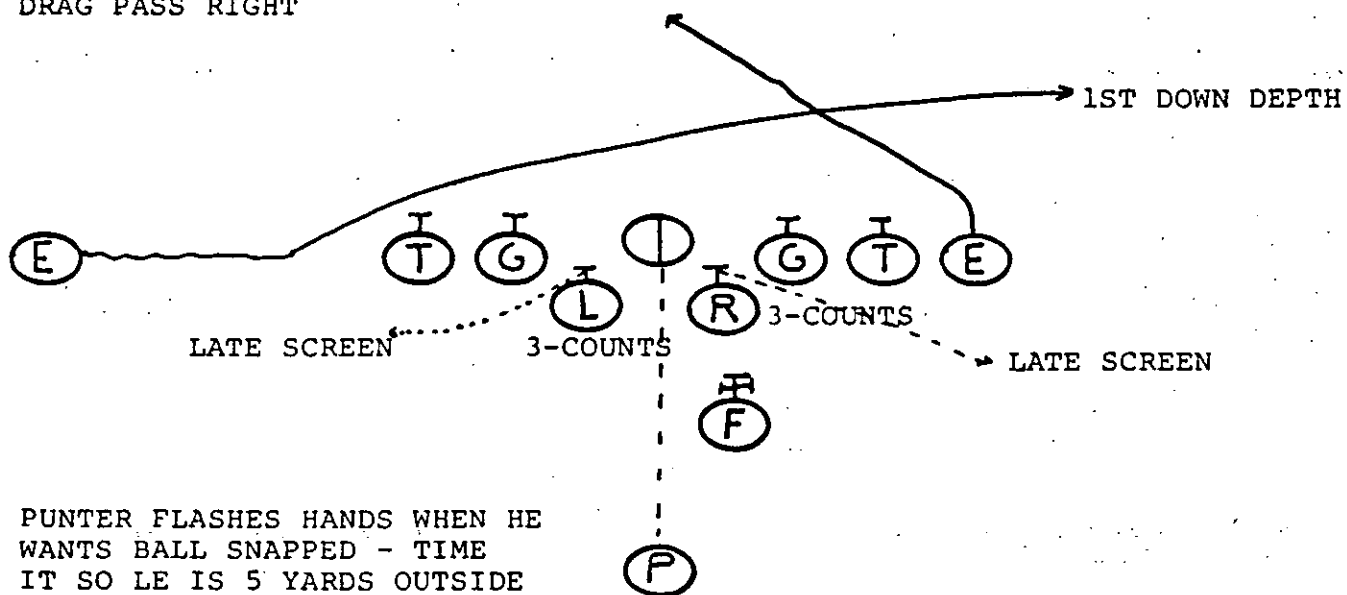 DRAG PASS RIGHT
1ST DOWN DEPTH
E T G G T E
L R
3-COUNTS
LATE SCREEN 3-COUNTS LATE SCREEN
F
PUNTER FLASHES HANDS WHEN HE
WANTS BALL SNAPPED - TIME
IT SO LE IS 5 YARDS OUTSIDE
P